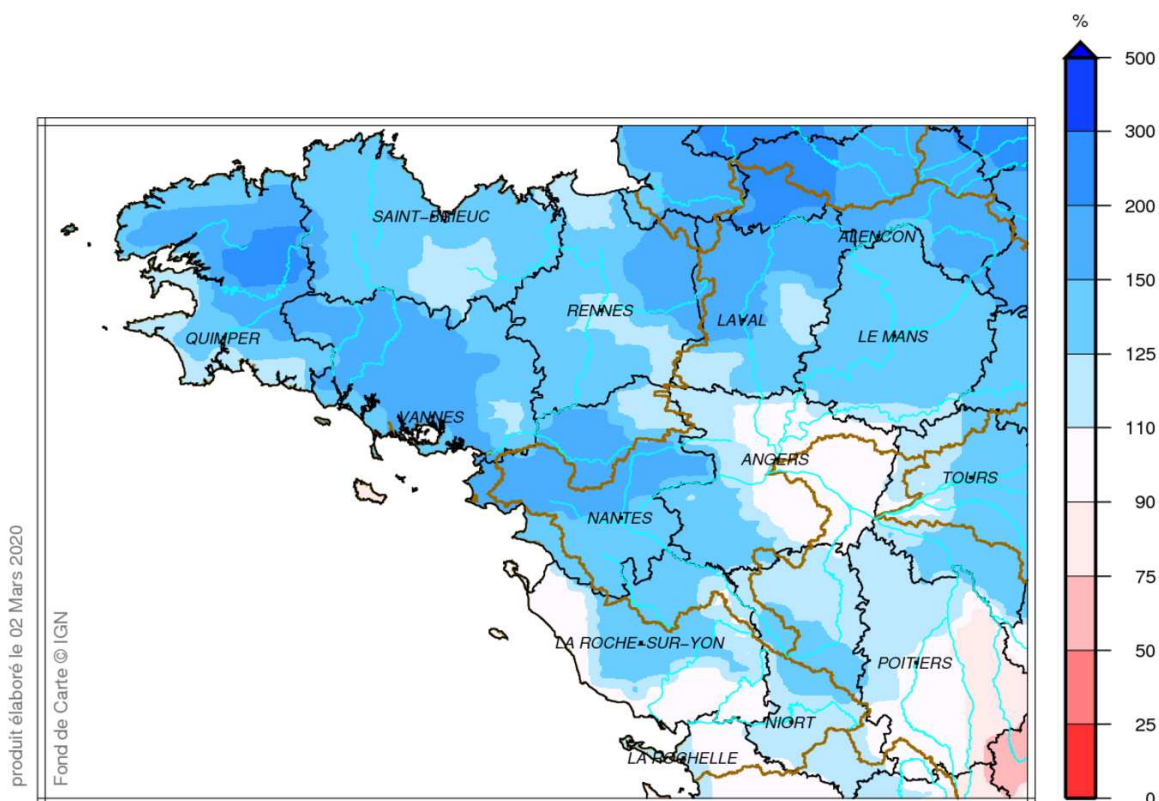 %
500
300
200
150
125
110
90
75
50
25
0
SAINT-BRIEUC
ALENCON
RENNES
LAVAL
QUIMPER
LE MANS
VANNES
ANGERS
TOURS
NANTES
LA ROCHE-SUR-YON
POITIERS
NIORT
LA ROCHELLE
produit élaboré le 02 Mars 2020
Fond de Carte © IGN